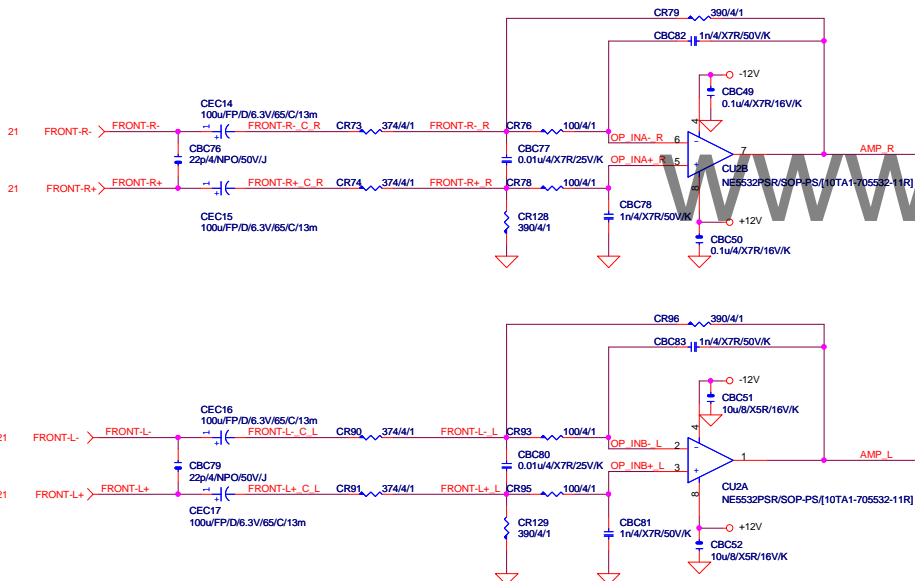 CR79 390/4/1
CBC82 1n/4/X7R/50V/K
-12V
CBC49
0.1u/4/X7R/16V/K
CEC14
100u/FP/D/6.3V/65/C/13m
21 FRONT-R- FRONT-R- 1 + FRONT-R-_C_R CR73 374/4/1 FRONT-R-_R CR76 100/4/1
4
OP_INA-_R 6 - 7 AMP_R
CBC76
22p/4/NPO/50V/J
CBC77
0.01u/4/X7R/25V/K
OP_INA+_R 5 +
CU2B
NE5532PSR/SOP-PS/[10TA1-705532-11R]
WWW
21 FRONT-R+ FRONT-R+ 1 + FRONT-R+_C_R CR74 374/4/1 FRONT-R+_R CR78 100/4/1
8
CEC15
100u/FP/D/6.3V/65/C/13m
CR128
390/4/1
CBC78
1n/4/X7R/50V/K
+12V
CBC50
0.1u/4/X7R/16V/K
CR96 390/4/1
CBC83 1n/4/X7R/50V/K
-12V
CBC51
10u/8/X5R/16V/K
CEC16
100u/FP/D/6.3V/65/C/13m
21 FRONT-L- FRONT-L- 1 + FRONT-L-_C_L CR90 374/4/1 FRONT-L-_L CR93 100/4/1
4
OP_INB-_L 2 - 1 AMP_L
CBC79
22p/4/NPO/50V/J
CBC80
0.01u/4/X7R/25V/K
OP_INB+_L 3 +
CU2A
NE5532PSR/SOP-PS/[10TA1-705532-11R]
21 FRONT-L+ FRONT-L+ 1 + FRONT-L+_C_L CR91 374/4/1 FRONT-L+_L CR95 100/4/1
8
CEC17
100u/FP/D/6.3V/65/C/13m
CR129
390/4/1
CBC81
1n/4/X7R/50V/K
+12V
CBC52
10u/8/X5R/16V/K